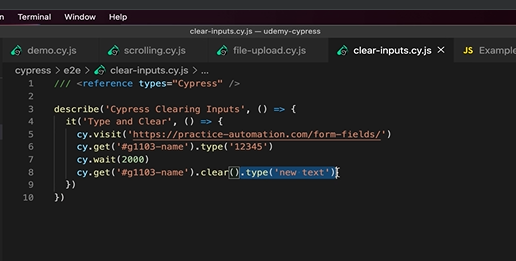 Terminal Window Help
clear-inputs.cy.js — udemy-cypress
demo.cy.js scrolling.cy.js file-upload.cy.js clear-inputs.cy.js JS Example
cypress > e2e > clear-inputs.cy.js > ...
1 /// <reference types="Cypress" />
2
3 describe('Cypress Clearing Inputs', () => {
4 it('Type and Clear', () => {
5 cy.visit('https://practice-automation.com/form-fields/')
6 cy.get('#g1103-name').type('12345')
7 cy.wait(2000)
8 cy.get('#g1103-name').clear().type('new text')
9 })
10 })